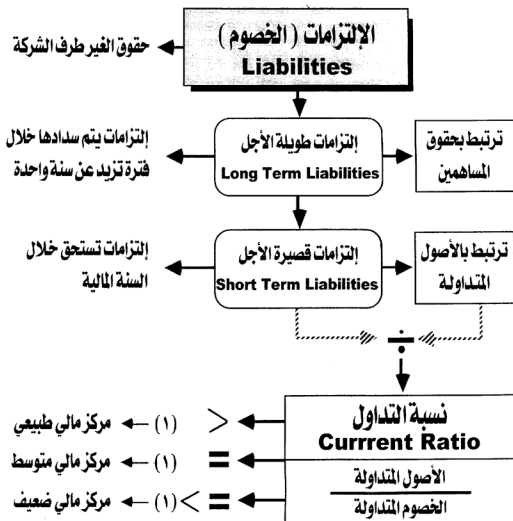 الإلتزامات (الخصوم)
Liabilities
حقوق الغير طرف الشركة
ترتبط بحقوق
المساهمين
إلتزامات طويلة الأجل
Long Term Liabilities
إلتزامات يتم سدادها خلال
فترة تزيد عن سنة واحدة
ترتبط بالأصول
المتداولة
إلتزامات قصيرة الأجل
Short Term Liabilities
إلتزامات تستحق خلال
السنة المالية
÷
نسبة التداول
Currrent Ratio
الأصول المتداولة
الخصوم المتداولة
> (١) ← مركز مالي طبيعي
= (١) ← مركز مالي متوسط
= > (١) ← مركز مالي ضعيف